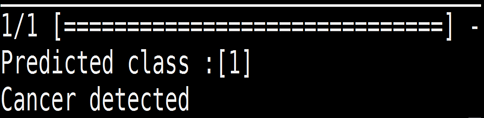 1/1 [==============================] -
Predicted class :[1]
Cancer detected